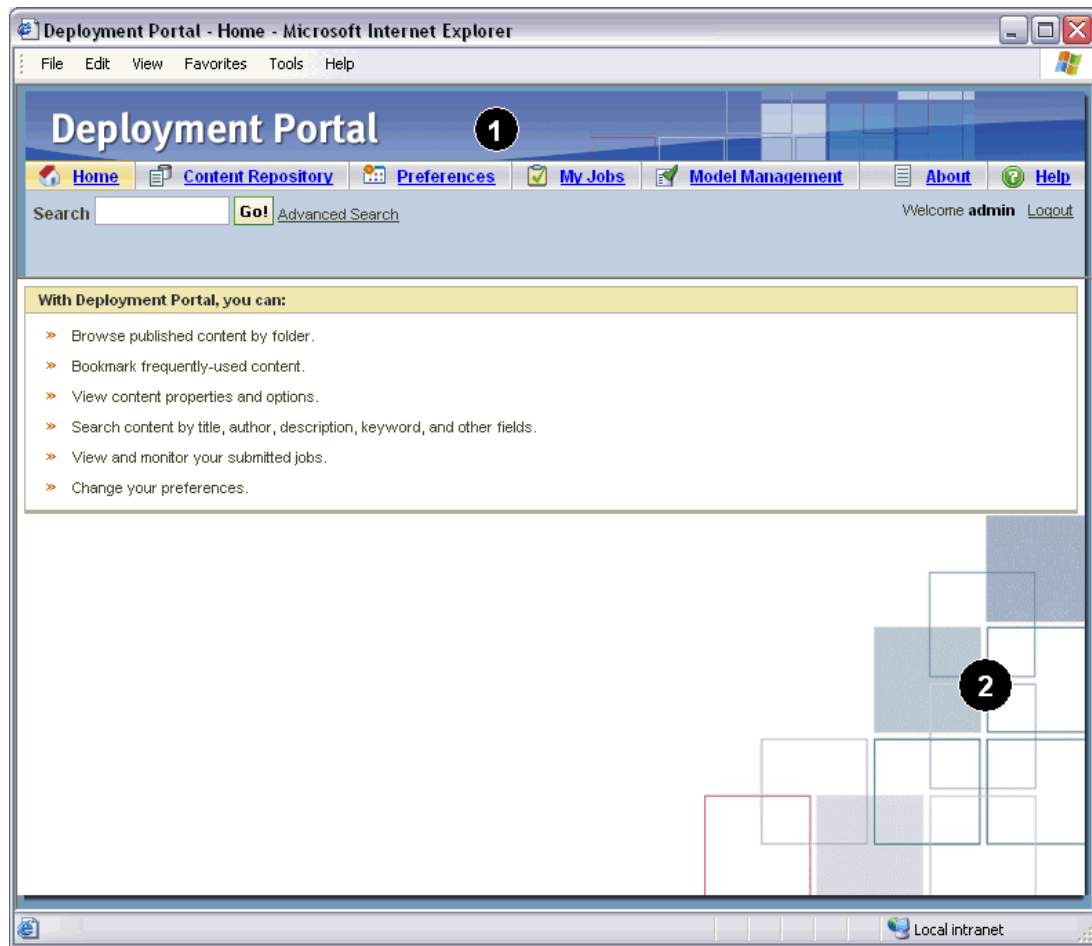 Deployment Portal - Home - Microsoft Internet Explorer
File Edit View Favorites Tools Help
Deployment Portal 1
Home Content Repository Preferences My Jobs Model Management About Help
Search Go! Advanced Search Welcome admin Logout
With Deployment Portal, you can:
» Browse published content by folder.
» Bookmark frequently-used content.
» View content properties and options.
» Search content by title, author, description, keyword, and other fields.
» View and monitor your submitted jobs.
» Change your preferences.
2
Local intranet